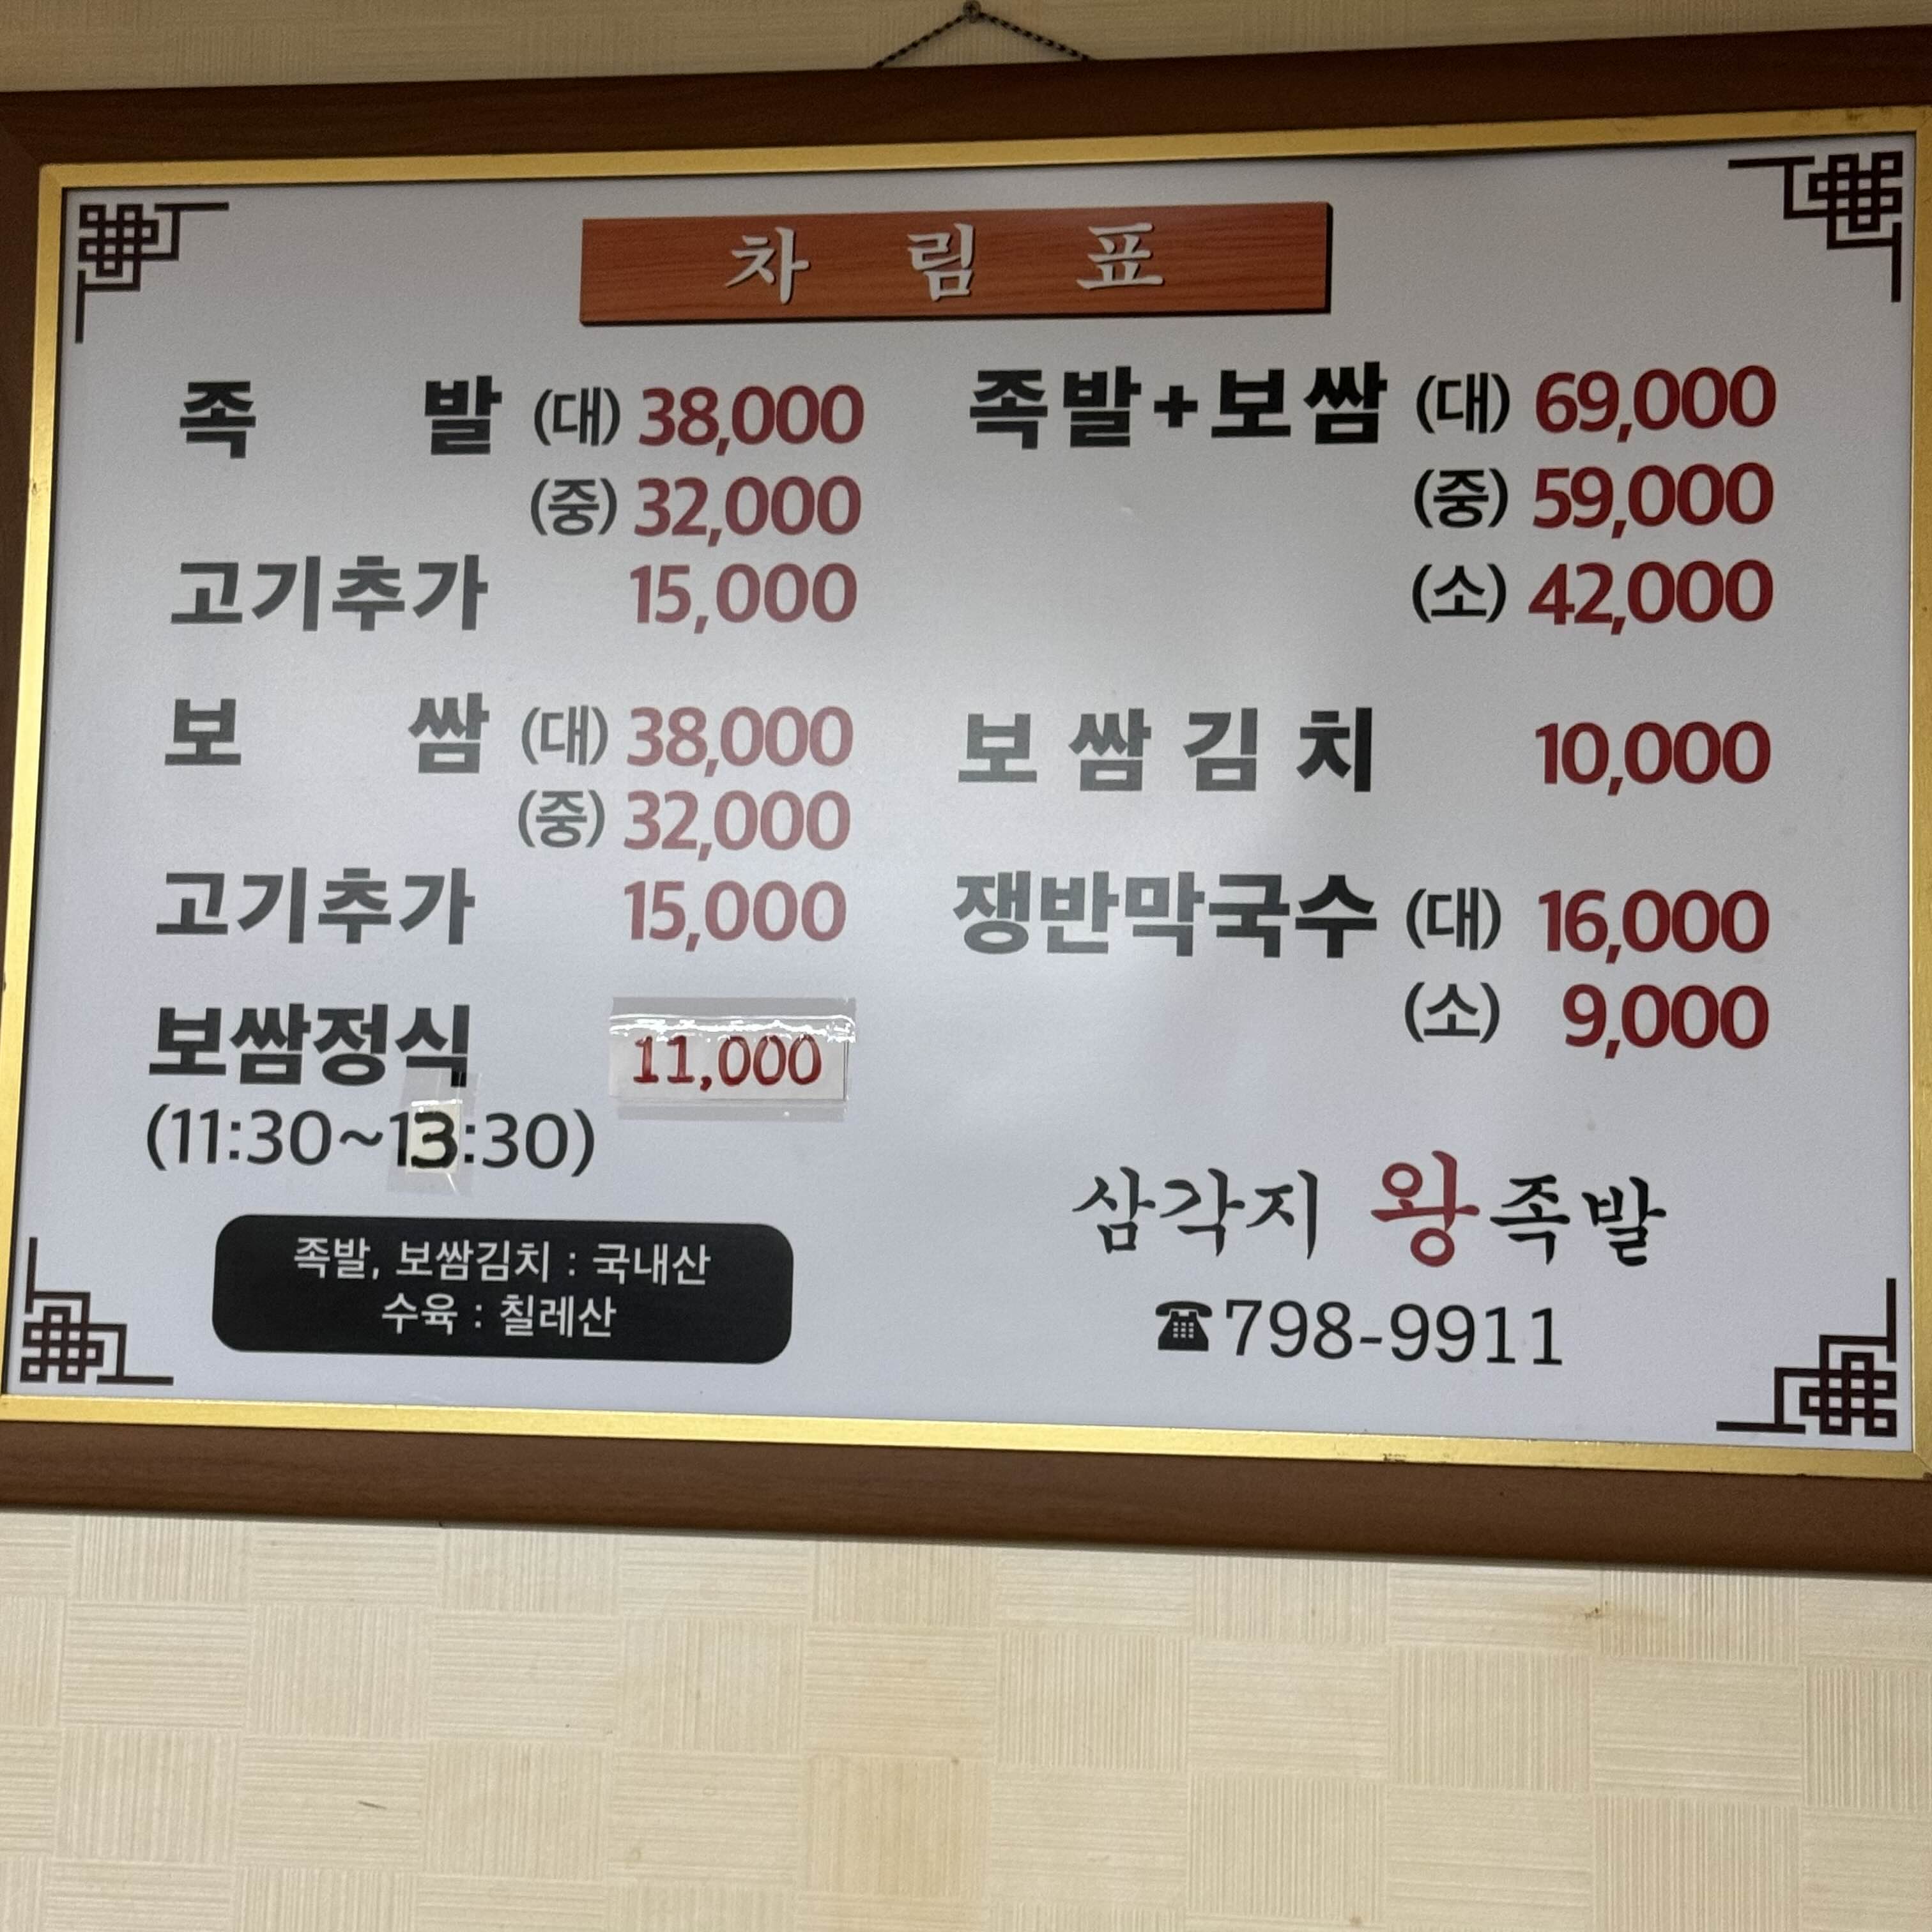 차림표
족발 (대) 38,000
(중) 32,000
고기추가 15,000
보쌈 (대) 38,000
(중) 32,000
고기추가 15,000
보쌈정식 11,000
(11:30~13:30)
족발, 보쌈김치 : 국내산
수육 : 칠레산
족발+보쌈 (대) 69,000
(중) 59,000
(소) 42,000
보쌈김치 10,000
쟁반막국수 (대) 16,000
(소) 9,000
삼각지 왕족발
☎798-9911